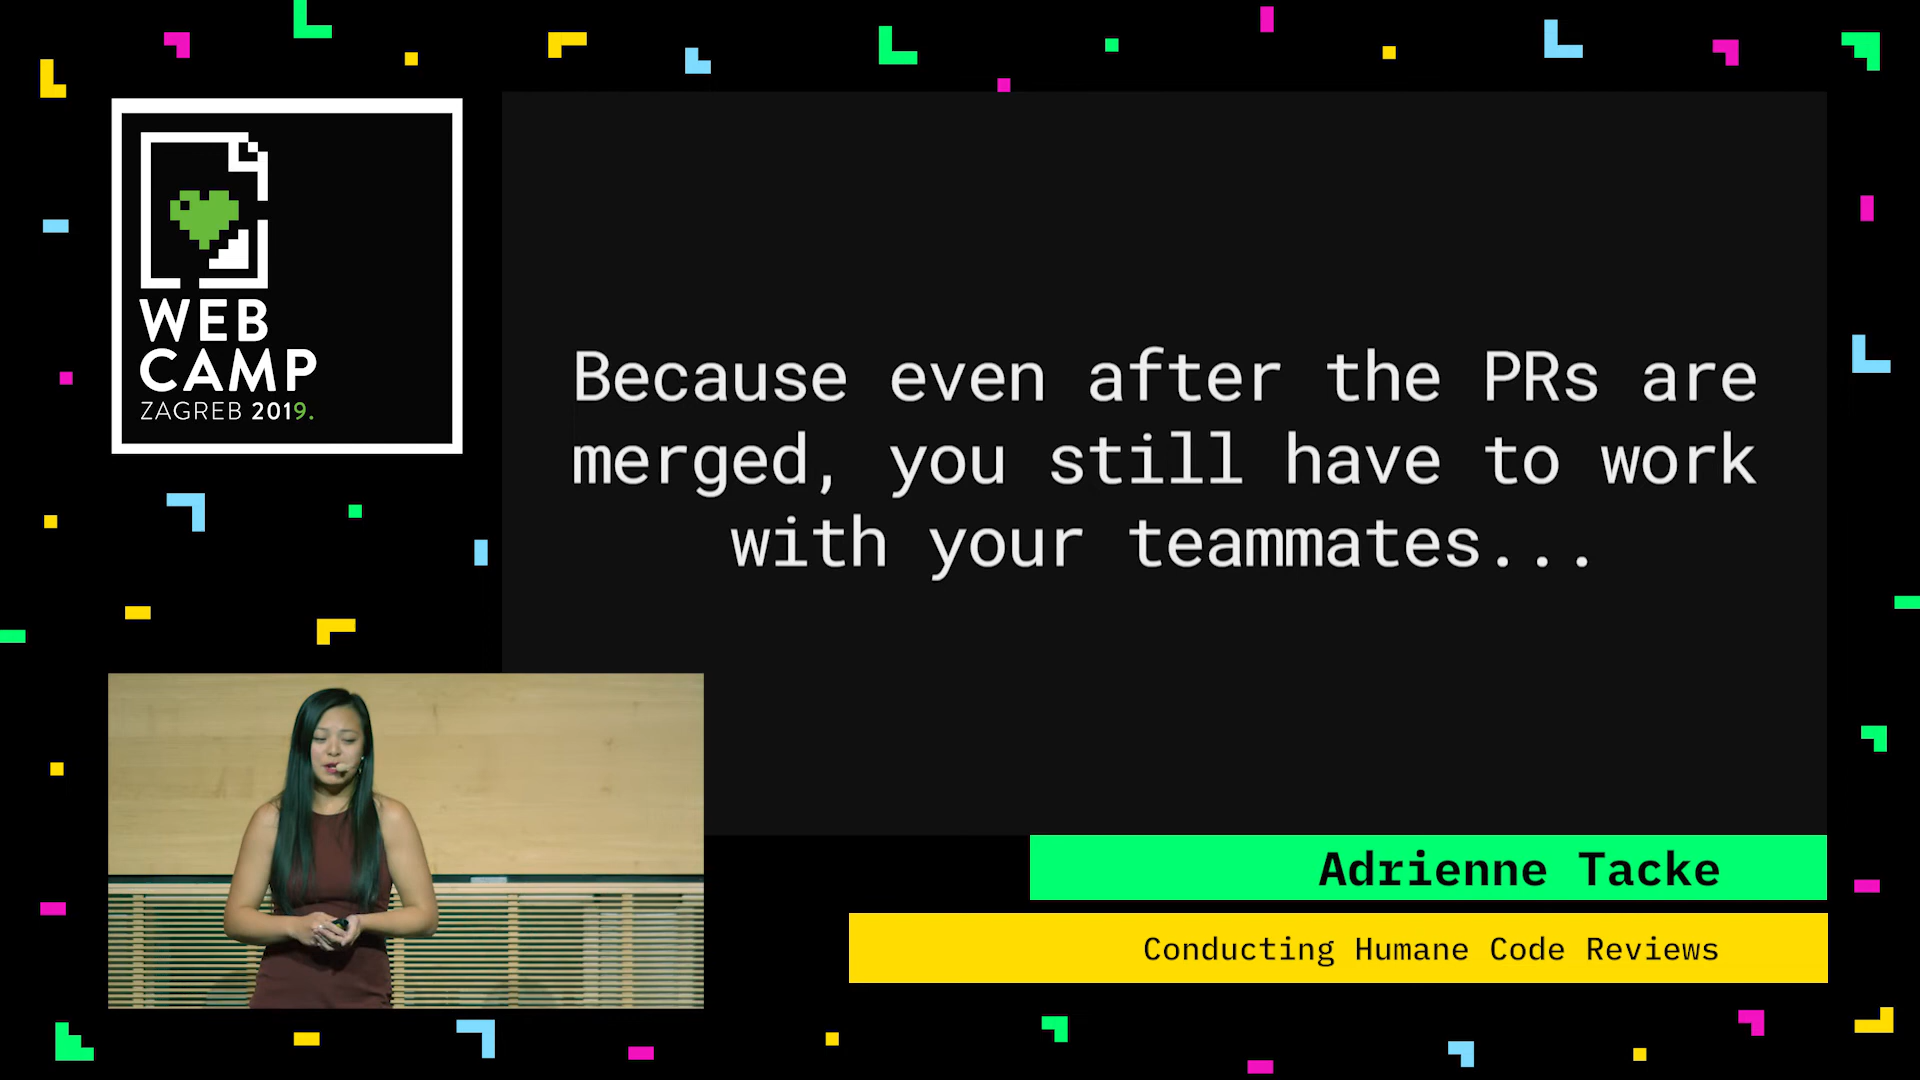 WEB
CAMP
ZAGREB 2019.
Because even after the PRs are
merged, you still have to work
with your teammates...
Adrienne Tacke
Conducting Humane Code Reviews